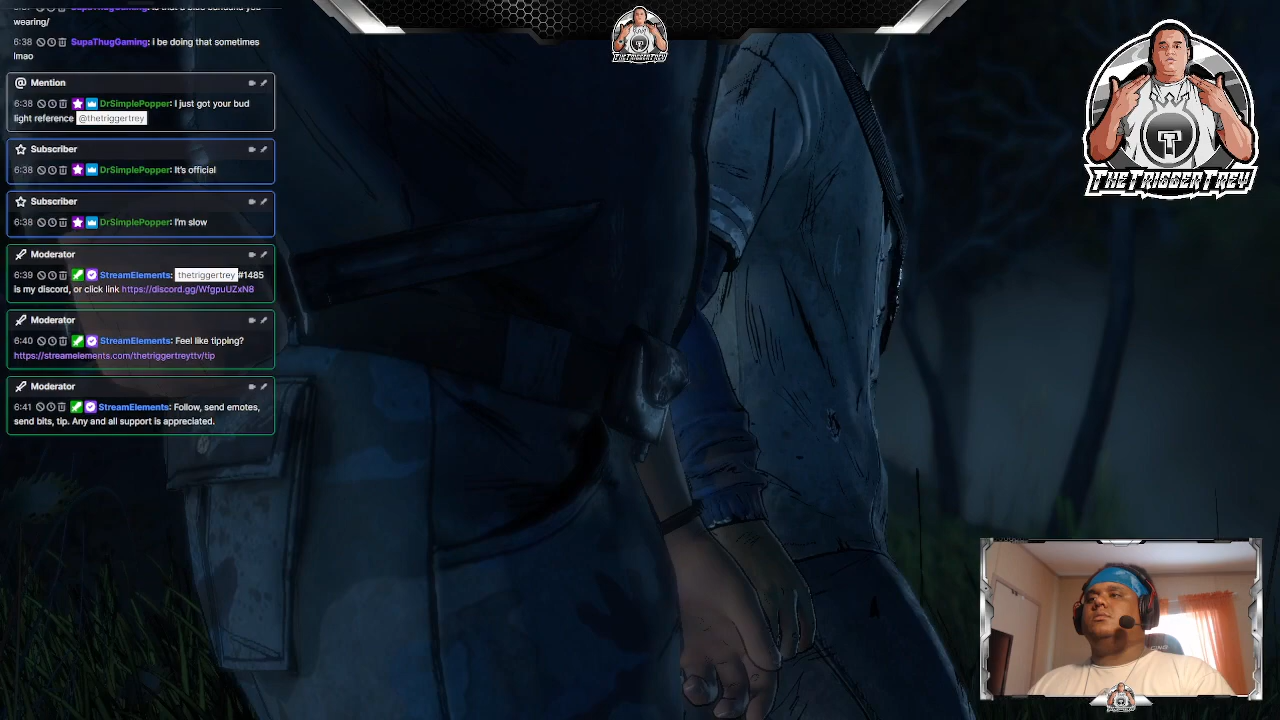 wearing/
6:38 SupaThugGaming: i be doing that sometimes
lmao
Mention
6:38 DrSimplePopper: I just got your bud
light reference @thetriggertrey
Subscriber
6:38 DrSimplePopper: It's official
Subscriber
6:38 DrSimplePopper: I'm slow
Moderator
6:39 StreamElements: thetriggertrey #1485
is my discord, or click link https://discord.gg/WfgpuUZxN8
Moderator
6:40 StreamElements: Feel like tipping?
https://streamelements.com/thetriggertreyttv/tip
Moderator
6:41 StreamElements: Follow, send emotes,
send bits, tip. Any and all support is appreciated.
THETRIGGERTREY
T
THETRIGGERTREY